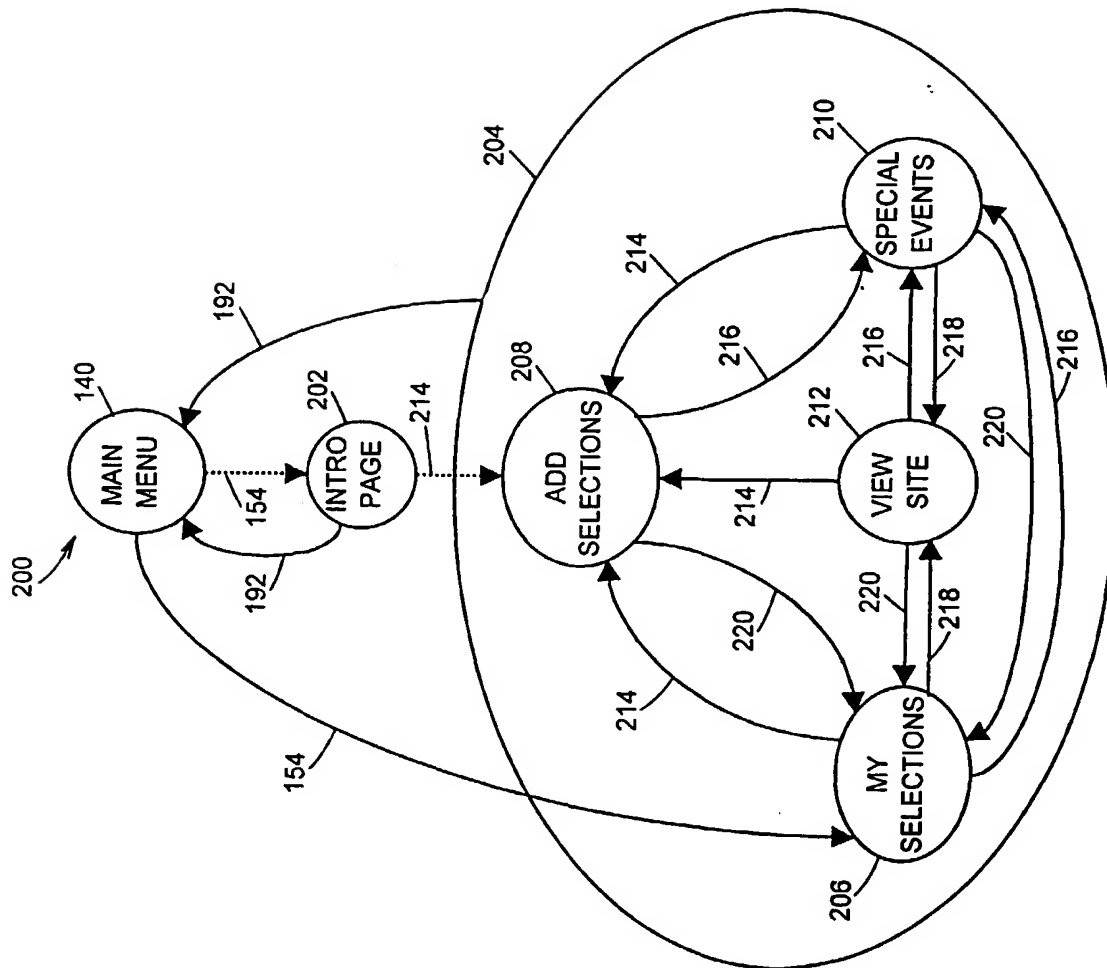 200
MAIN
MENU
140
192
154
192
INTRO
PAGE
202
214
154
204
ADD
SELECTIONS
208
214
216
220
214
214
SPECIAL
EVENTS
210
VIEW
SITE
212
216
218
220
218
MY
SELECTIONS
206
220
216